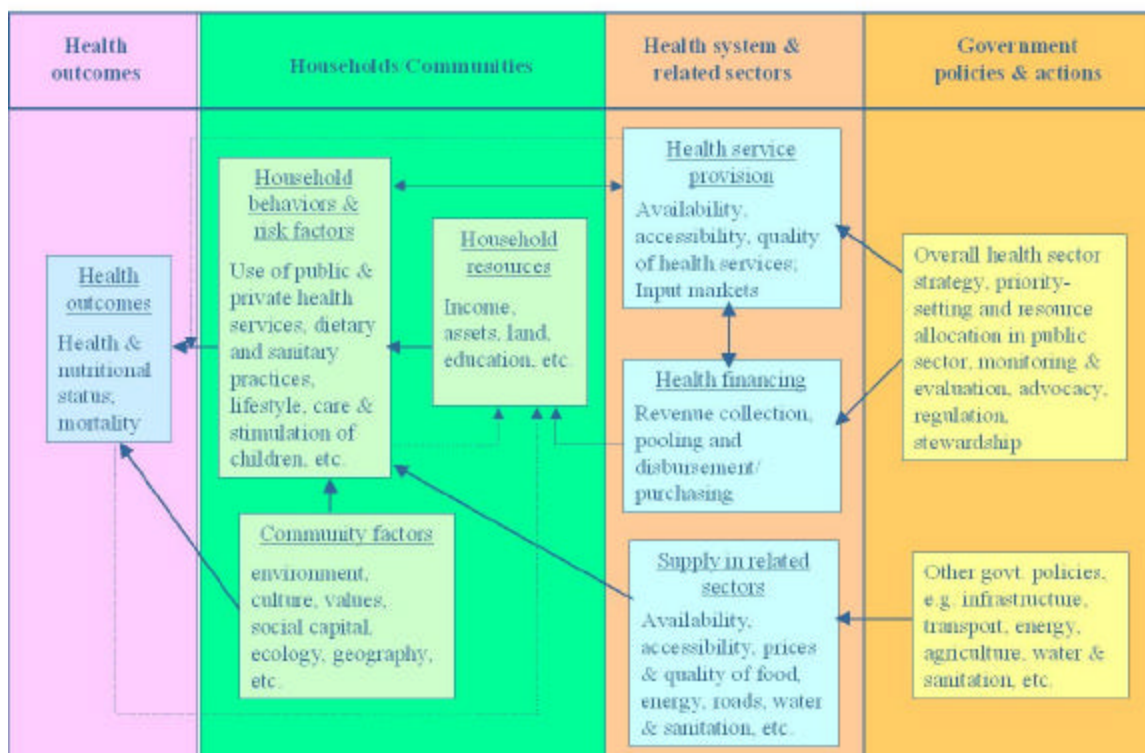 Health
outcomes
Households/Communities
Health system &
related sectors
Government
policies & actions
Health
outcomes
Health &
nutritional
status,
mortality
Household
behaviors &
risk factors
Use of public &
private health
services, dietary
and sanitary
practices,
lifestyle, care &
stimulation of
children, etc.
Household
resources
Income,
assets, land,
education, etc.
Community factors
environment,
culture, values,
social capital,
ecology, geography,
etc.
Health service
provision
Availability,
accessibility, quality
of health services;
Input markets
Health financing
Revenue collection,
pooling and
disbursement/
purchasing
Supply in related
sectors
Availability,
accessibility, prices
& quality of food,
energy, roads, water
& sanitation, etc.
Overall health sector
strategy, priority-
setting and resource
allocation in public
sector, monitoring &
evaluation, advocacy,
regulation,
stewardship
Other govt. policies,
e.g. infrastructure,
transport, energy,
agriculture, water &
sanitation, etc.